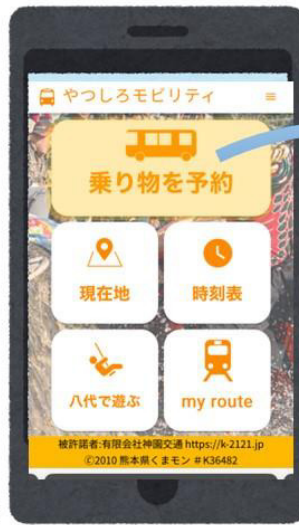 やつしろモビリティ
乗り物を予約
現在地
時刻表
八代で遊ぶ
my route
被許諾者:有限会社神園交通 https://k-2121.jp
©2010 熊本県くまモン #K36482